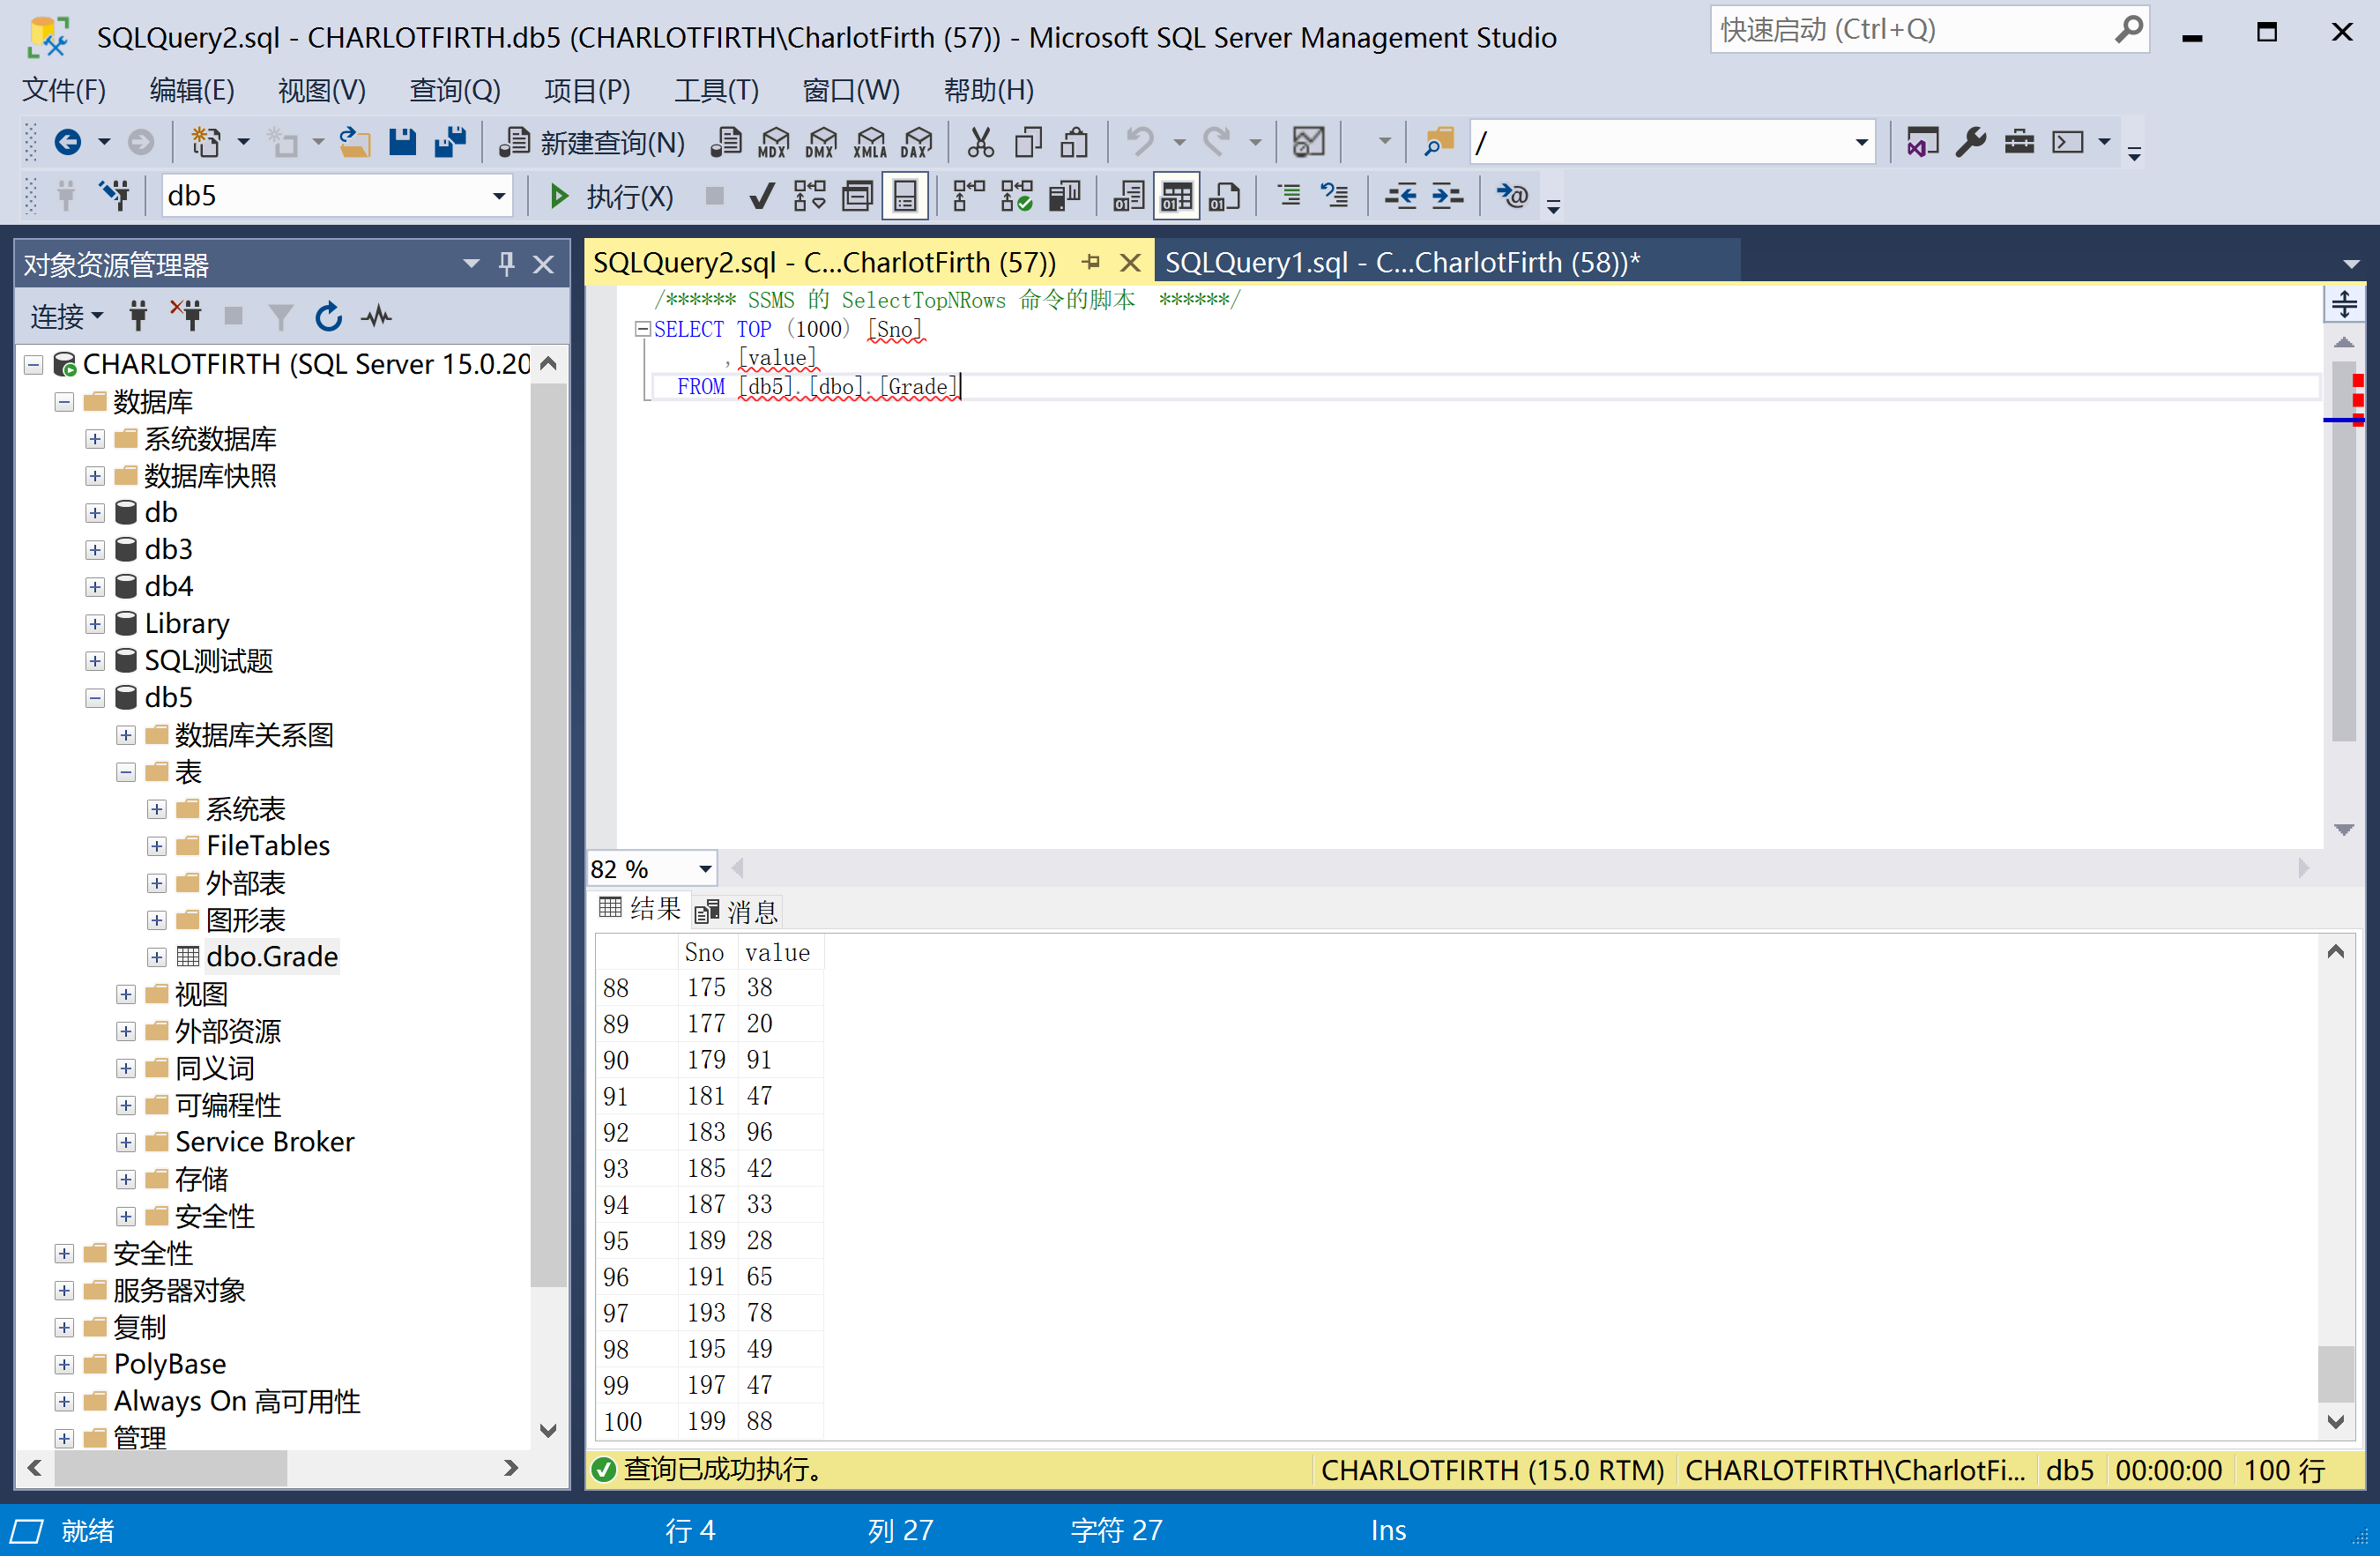 SQLQuery2.sql - CHARLOTFIRTH.db5 (CHARLOTFIRTH\CharlotFirth (57)) - Microsoft SQL Server Management Studio
快速启动 (Ctrl+Q)
文件(F) 编辑(E) 视图(V) 查询(Q) 项目(P) 工具(T) 窗口(W) 帮助(H)
新建查询(N) MDX DMX XMLA DAX /
db5 执行(X)
对象资源管理器
连接
CHARLOTFIRTH (SQL Server 15.0.20
数据库
系统数据库
数据库快照
db
db3
db4
Library
SQL测试题
db5
数据库关系图
表
系统表
FileTables
外部表
图形表
dbo.Grade
视图
外部资源
同义词
可编程性
Service Broker
存储
安全性
安全性
服务器对象
复制
PolyBase
Always On 高可用性
管理
SQLQuery2.sql - C...CharlotFirth (57)) SQLQuery1.sql - C...CharlotFirth (58))*
/****** SSMS 的 SelectTopNRows 命令的脚本 ******/
SELECT TOP (1000) [Sno]
,[value]
FROM [db5].[dbo].[Grade]
82 %
结果 消息
Sno value
88 175 38
89 177 20
90 179 91
91 181 47
92 183 96
93 185 42
94 187 33
95 189 28
96 191 65
97 193 78
98 195 49
99 197 47
100 199 88
查询已成功执行。 CHARLOTFIRTH (15.0 RTM) CHARLOTFIRTH\CharlotFi... db5 00:00:00 100 行
就绪 行 4 列 27 字符 27 Ins